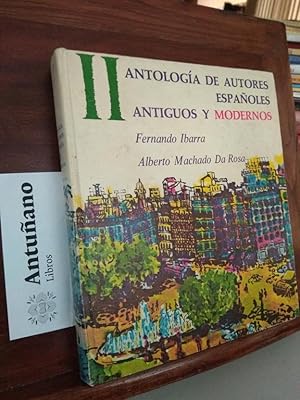 II
ANTOLOGÍA DE AUTORES
ESPAÑOLES
ANTIGUOS Y MODERNOS
Fernando Ibarra
Alberto Machado Da Rosa
Antuñano
Libros